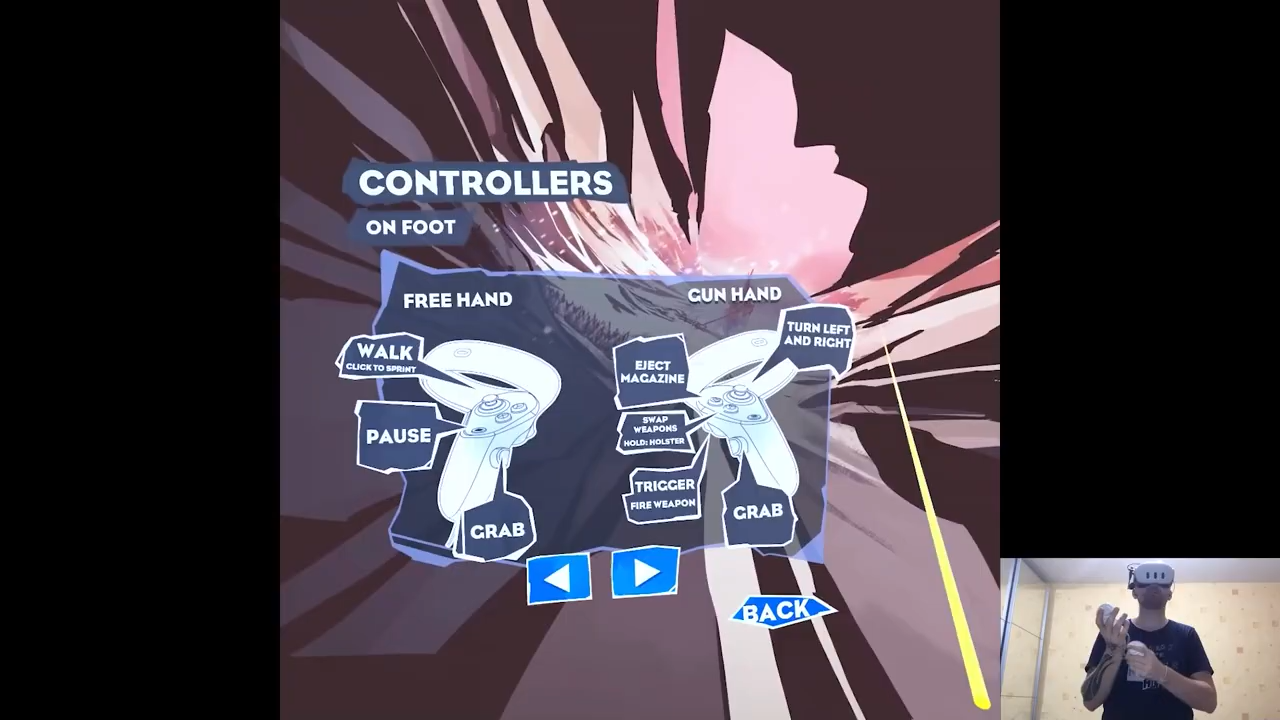 CONTROLLERS
ON FOOT
FREE HAND
GUN HAND
WALK
CLICK TO SPRINT
PAUSE
GRAB
EJECT
MAGAZINE
SWAP
WEAPONS
HOLD: HOLSTER
TRIGGER
FIRE WEAPON
TURN LEFT
AND RIGHT
GRAB
BACK